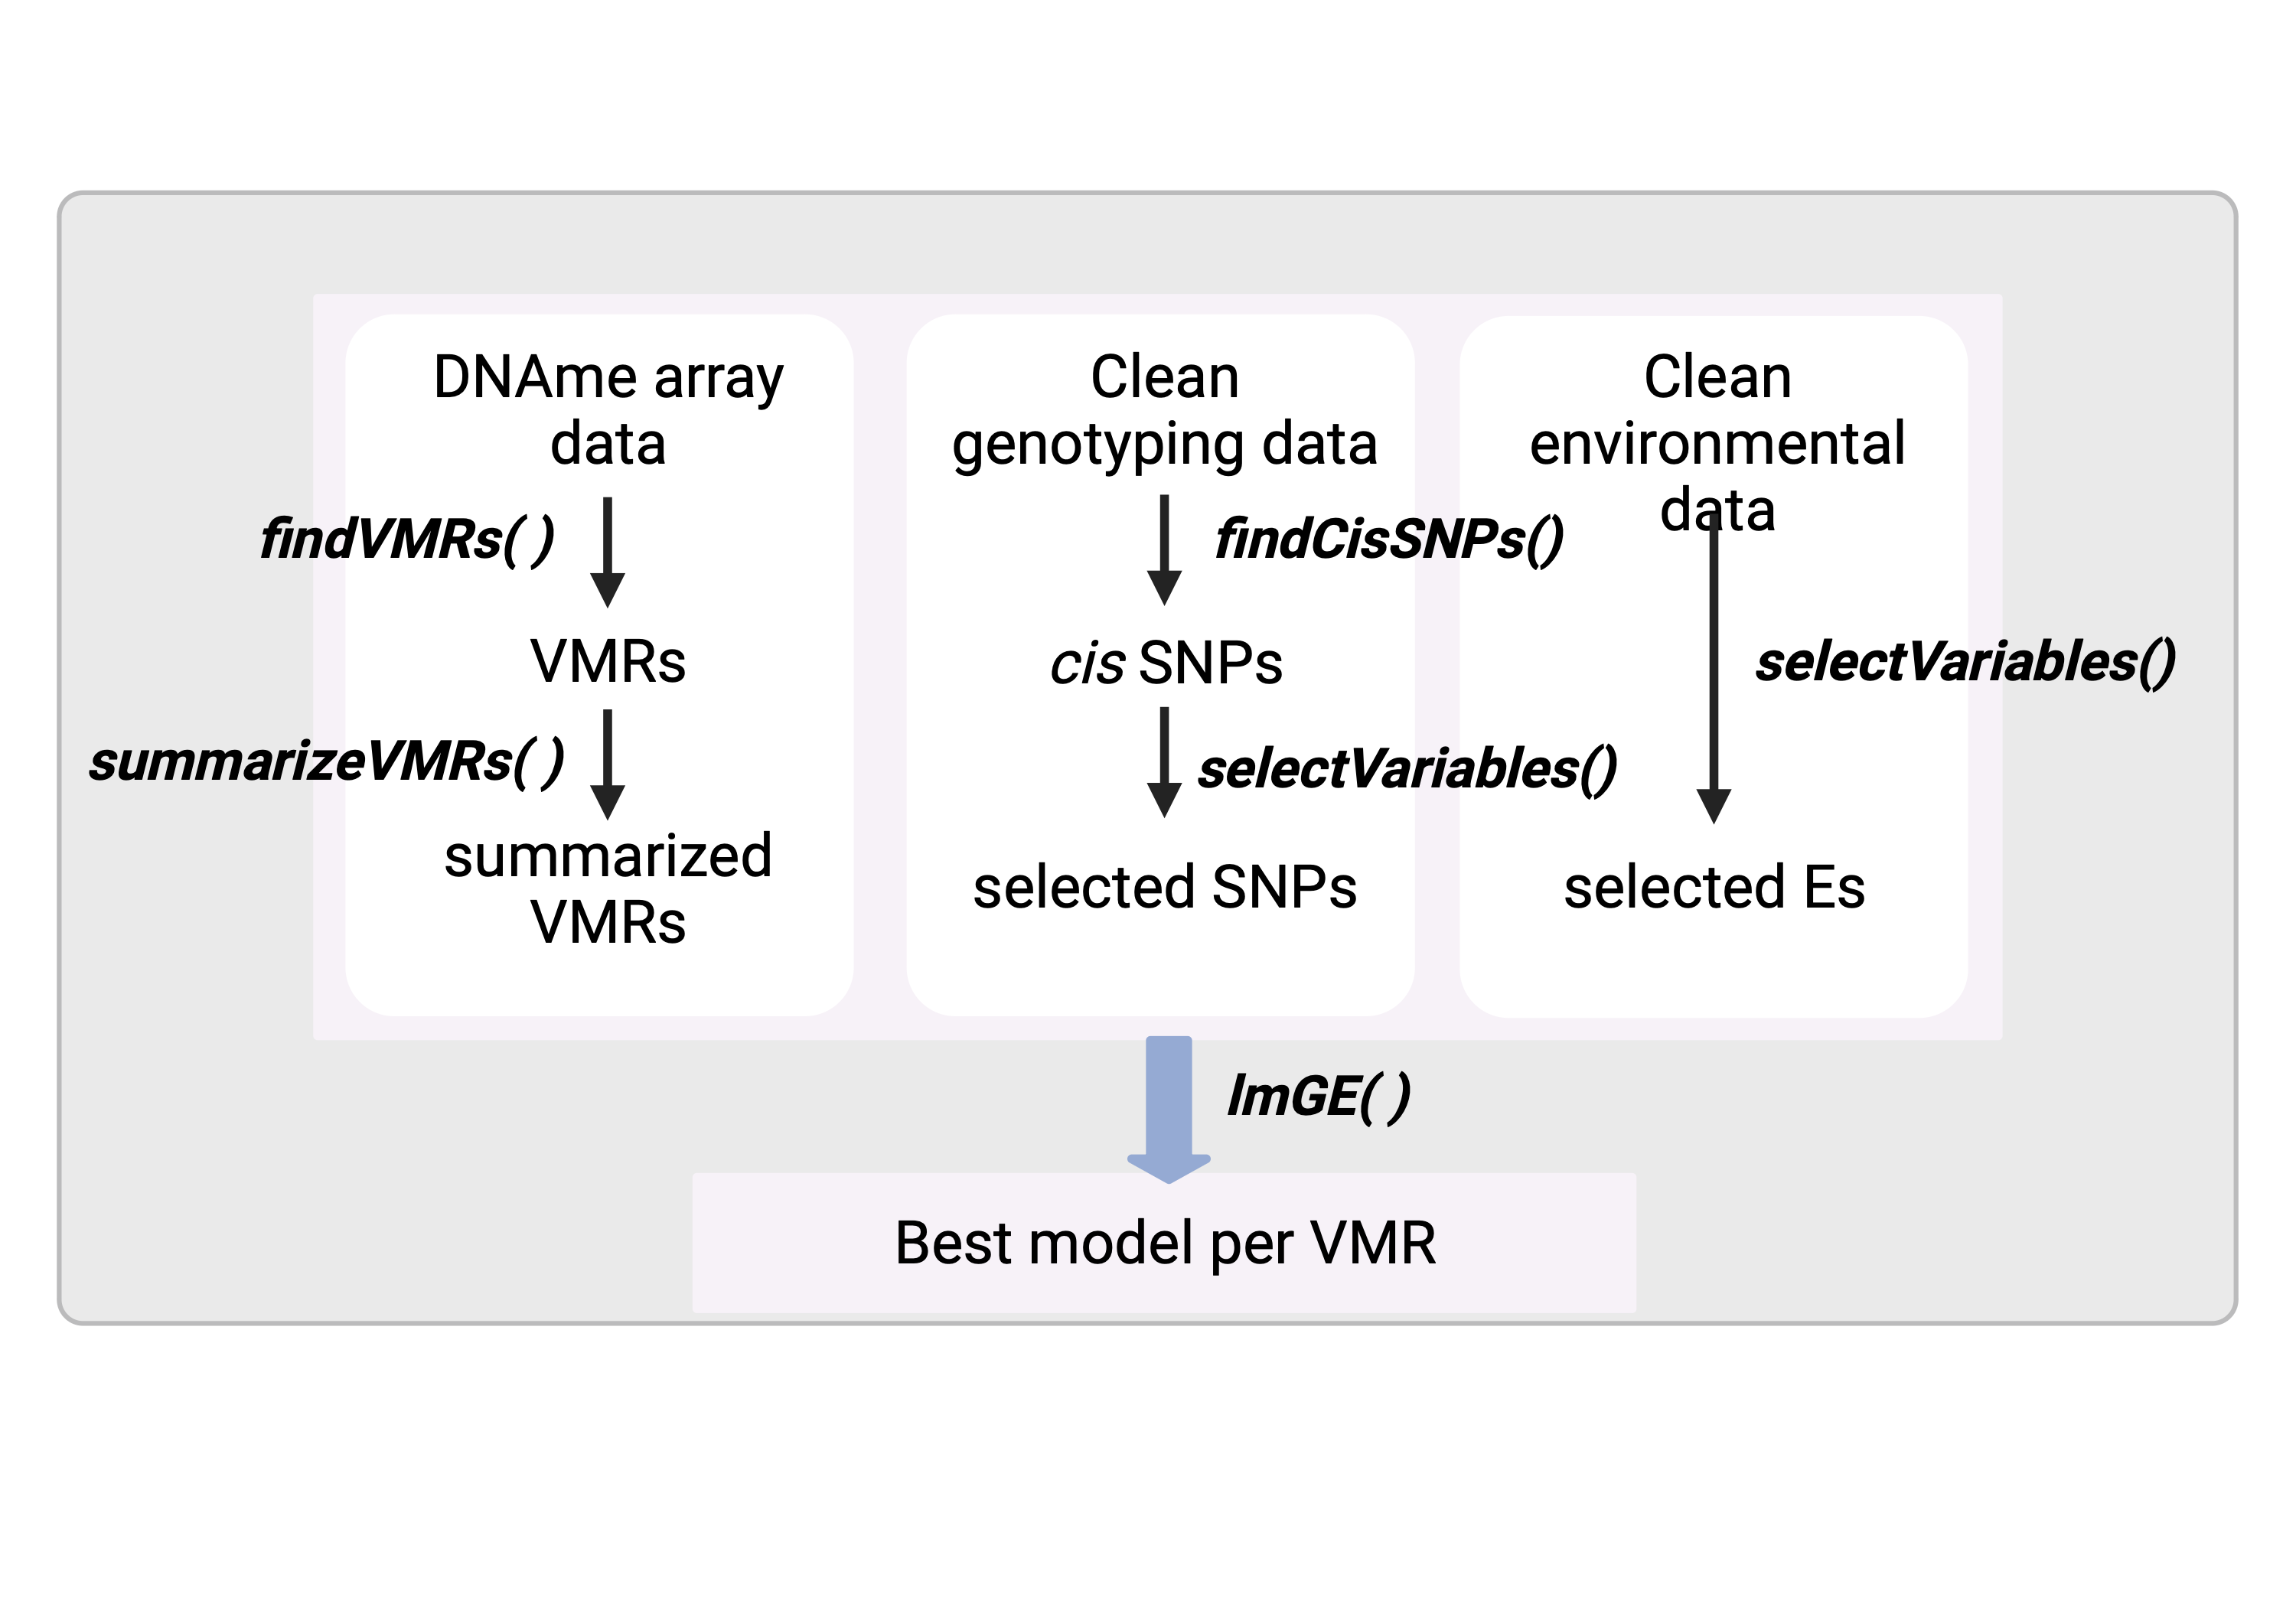 DNAme array
data
findVMRs( )
VMRs
summarizeVMRs( )
summarized
VMRs
Clean
genotyping data
findCisSNPs()
cis SNPs
selectVariables()
selected SNPs
Clean
environmental
data
selectVariables()
selected Es
lmGE( )
Best model per VMR